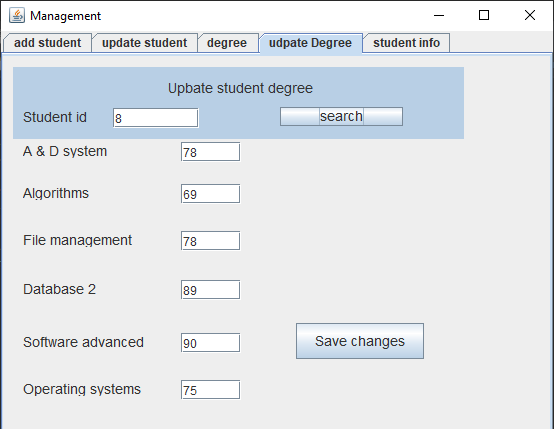 Management
add student update student degree udpate Degree student info
Upbate student degree
Student id 8 search
A & D system 78
Algorithms 69
File management 78
Database 2 89
Software advanced 90 Save changes
Operating systems 75